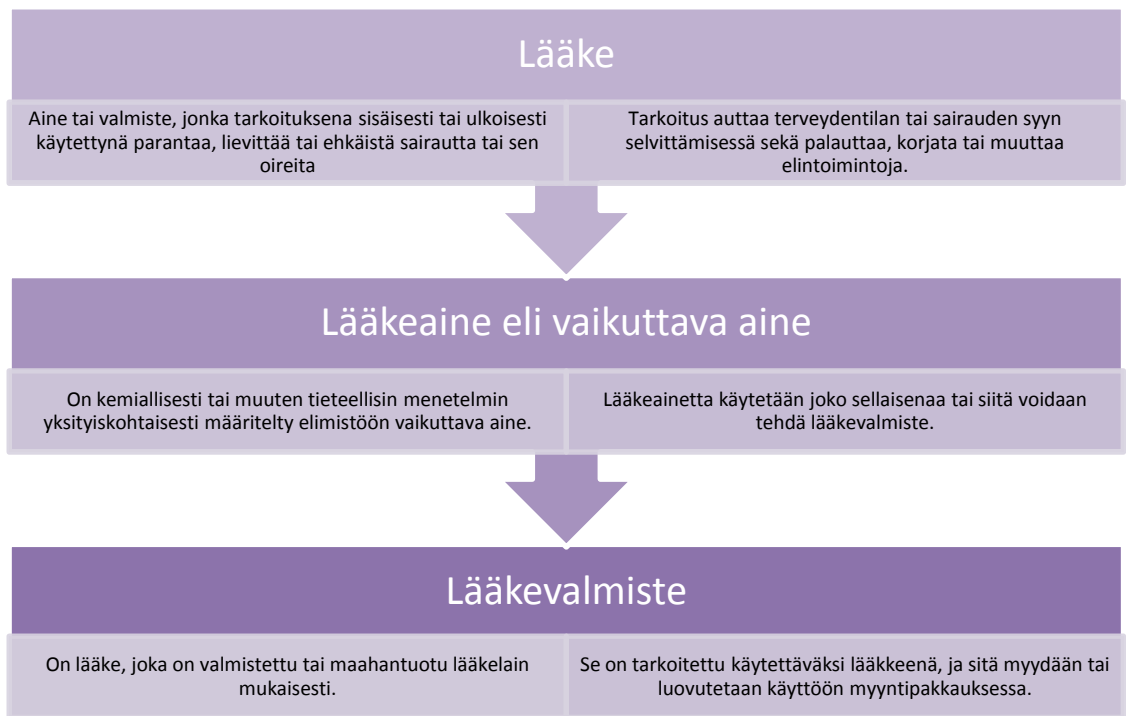 Lääke
Aine tai valmiste, jonka tarkoituksena sisäisesti tai ulkoisesti
käytettynä parantaa, lievittää tai ehkäistä sairautta tai sen
oireita
Tarkoitus auttaa terveydentilan tai sairauden syyn
selvittämisessä sekä palauttaa, korjata tai muuttaa
elintoimintoja.
Lääkeaine eli vaikuttava aine
On kemiallisesti tai muuten tieteellisin menetelmin
yksityiskohtaisesti määritelty elimistöön vaikuttava aine.
Lääkeainetta käytetään joko sellaisenaa tai siitä voidaan
tehdä lääkevalmiste.
Lääkevalmiste
On lääke, joka on valmistettu tai maahantuotu lääkelain
mukaisesti.
Se on tarkoitettu käytettäväksi lääkkeenä, ja sitä myydään tai
luovutetaan käyttöön myyntipakkauksessa.